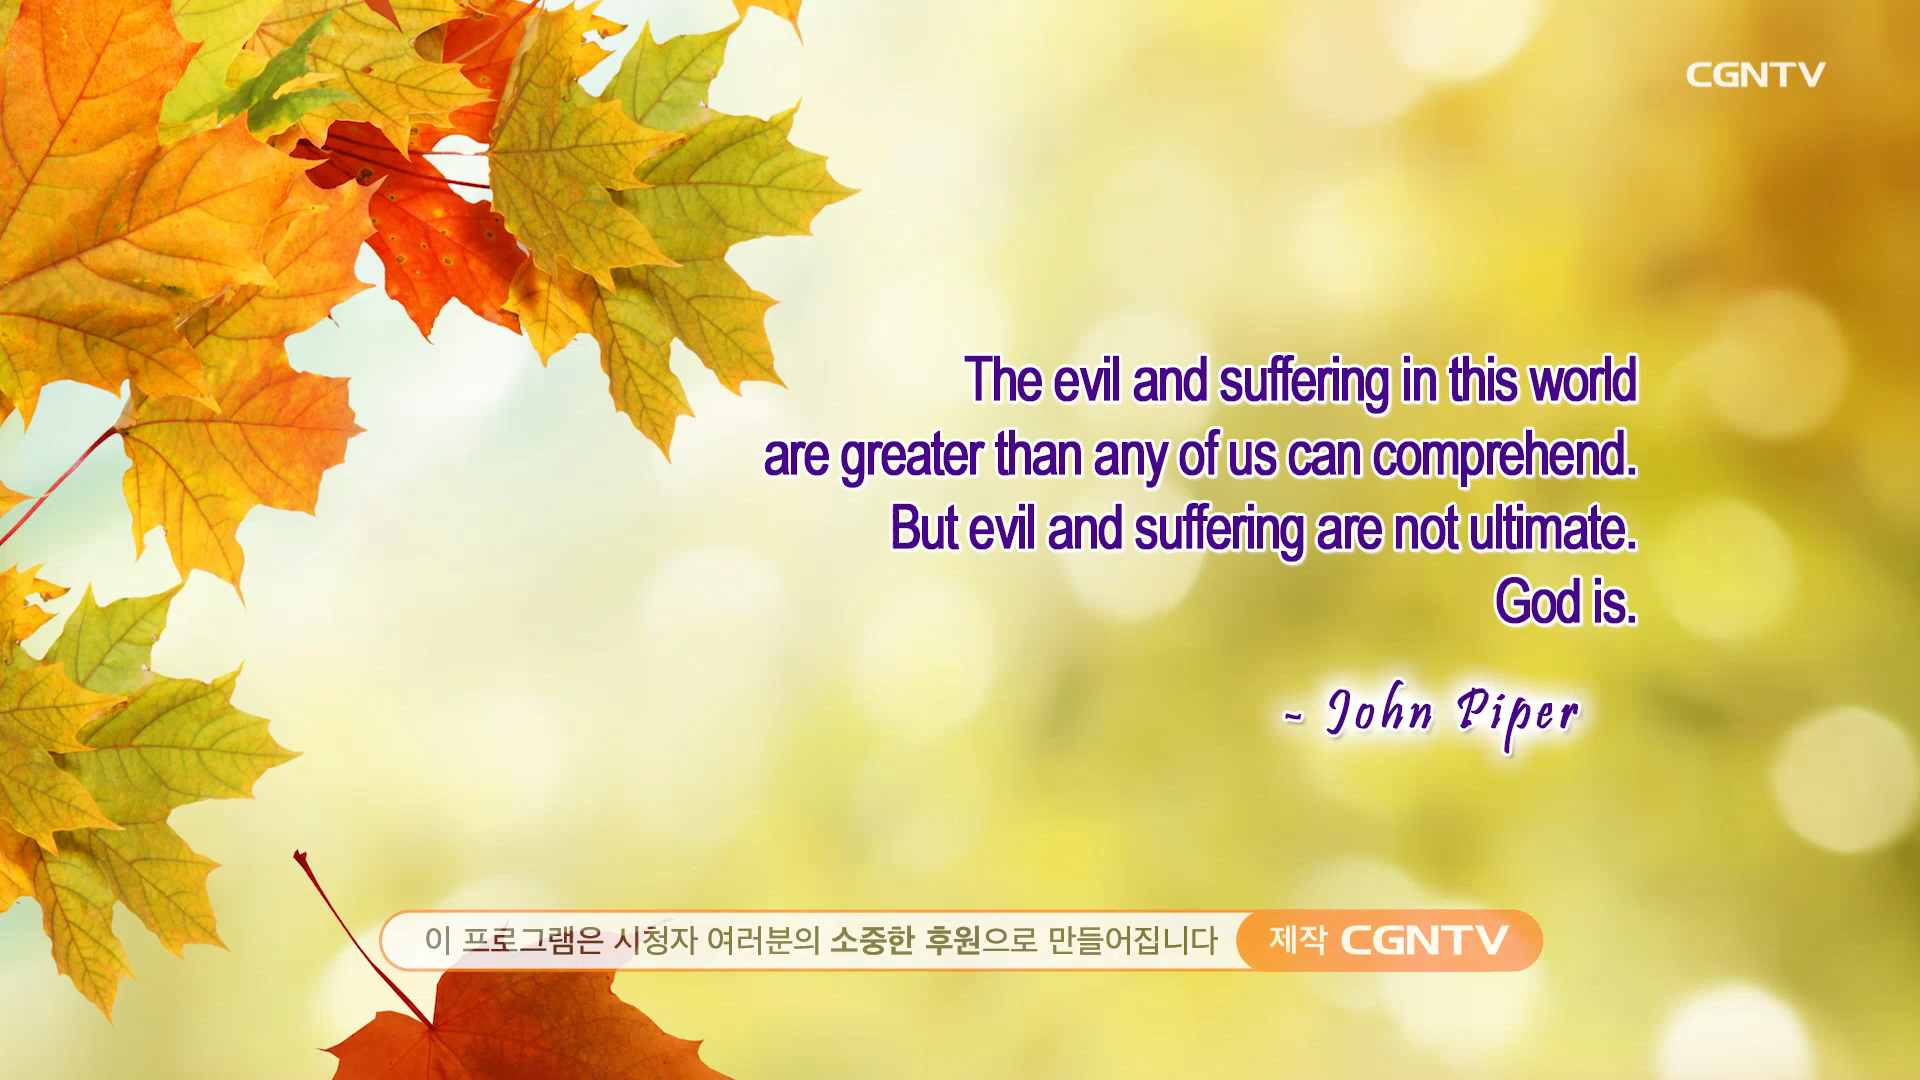 CGNTV
The evil and suffering in this world
are greater than any of us can comprehend.
But evil and suffering are not ultimate.
God is.
~ John Piper
이 프로그램은 시청자 여러분의 소중한 후원으로 만들어집니다 제작 CGNTV